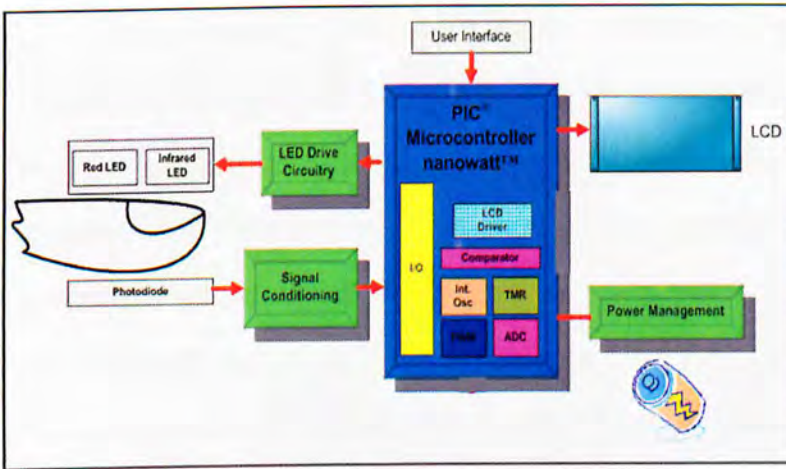 User Interface
PIC®
Microcontroller
nanowatt™
LCD
LED Drive
Circuitry
Red LED
Infrared
LED
LCD
Driver
Comparator
I/O
Signal
Conditioning
Photodiode
Int.
Osc
TMR
ADC
Power Management